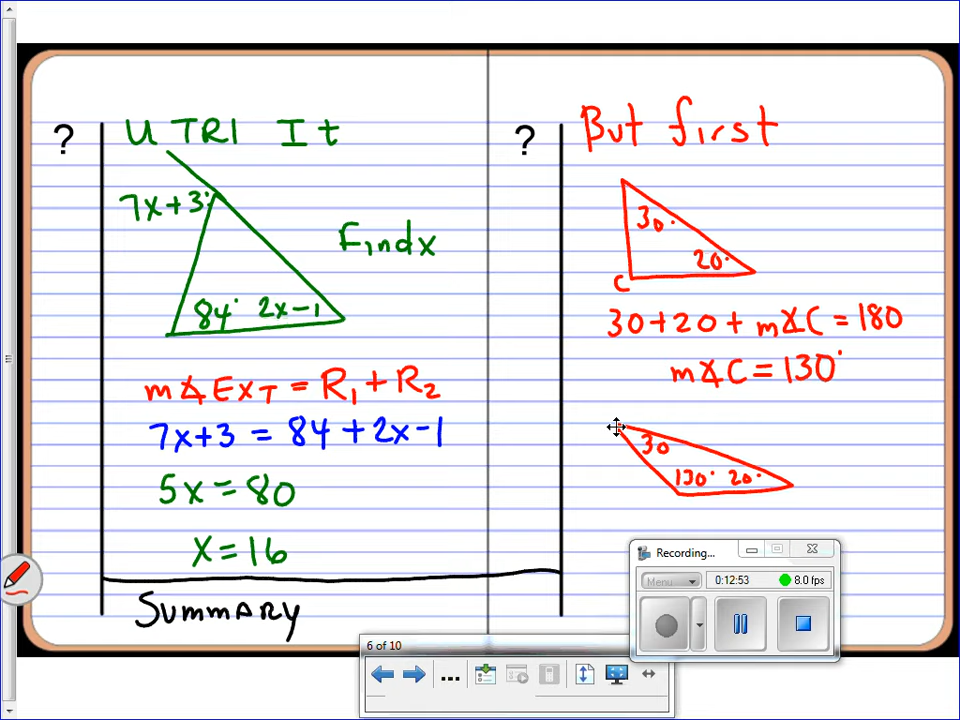 ?
U TRI It
7x+3°
Find x
84° 2x-1
m∡Ext = R₁ + R₂
7x+3 = 84 + 2x-1
5x = 80
x = 16
Summary
?
But first
30°
20°
C
30+20+ m∡C = 180
m∡C = 130°
30
130° 20°
Recording...
Menu
0:12:53
8.0 fps
6 of 10
...